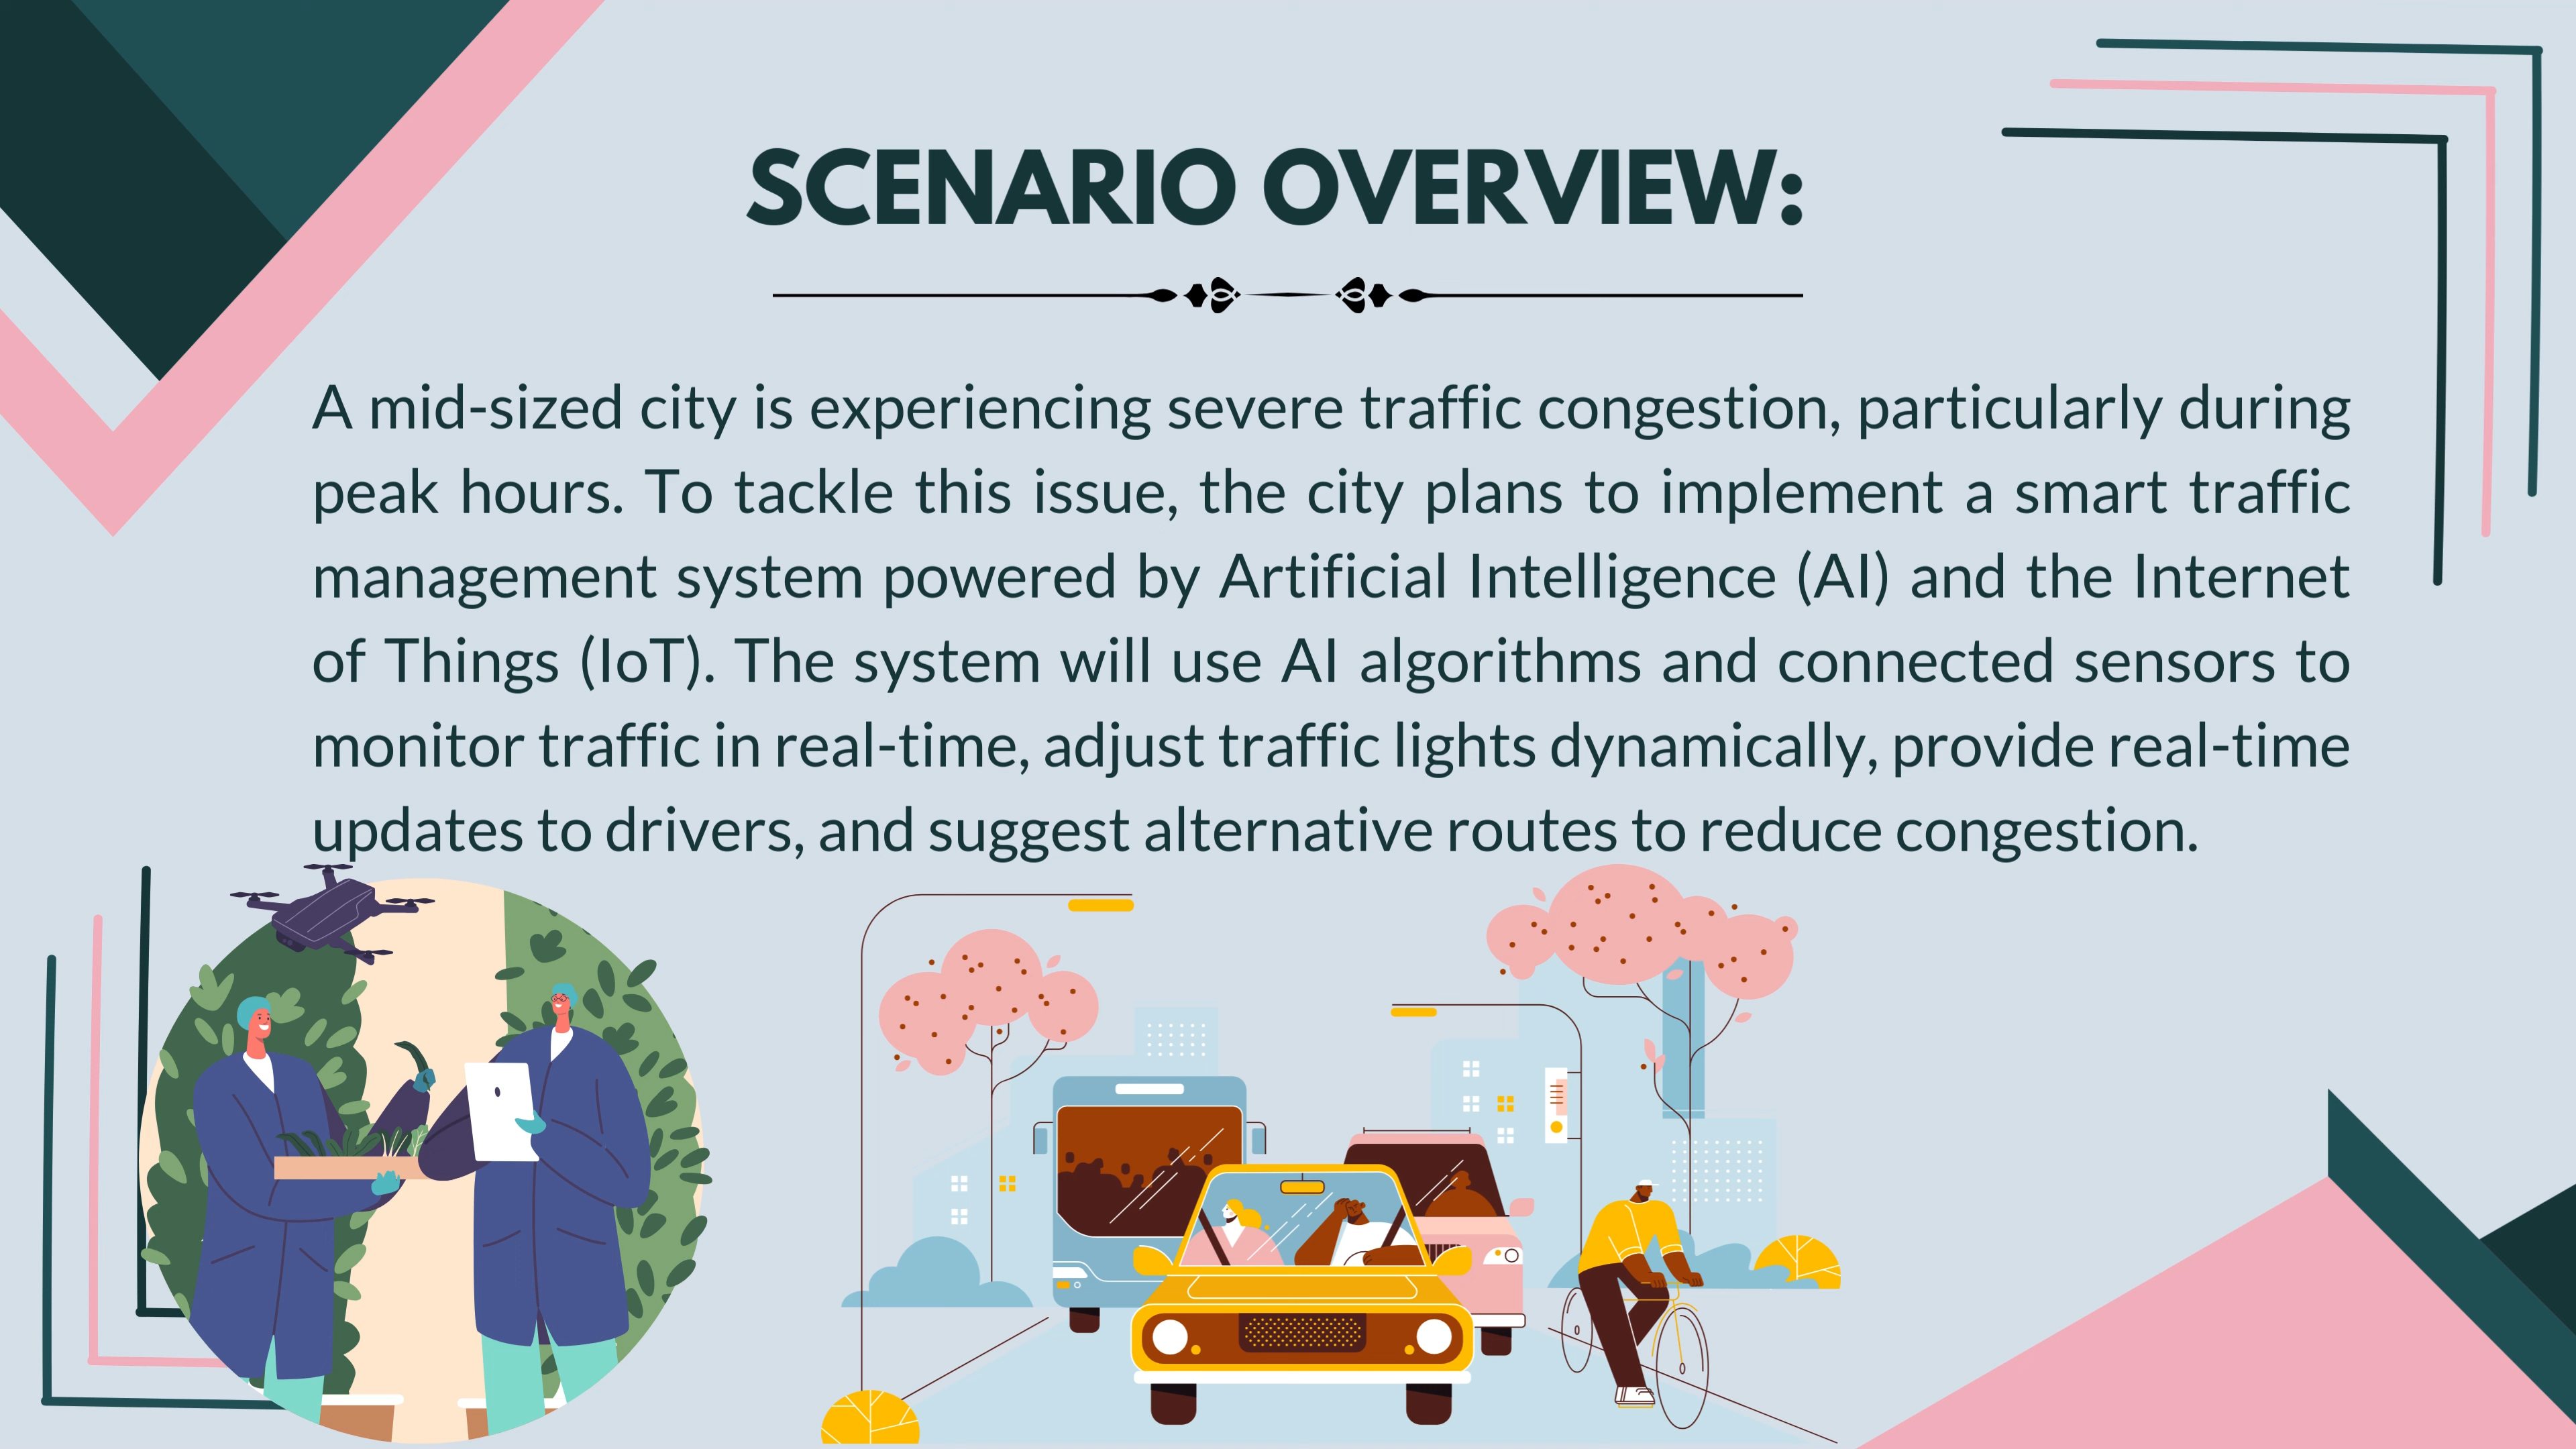 SCENARIO OVERVIEW:
A mid-sized city is experiencing severe traffic congestion, particularly during
peak hours. To tackle this issue, the city plans to implement a smart traffic
management system powered by Artificial Intelligence (AI) and the Internet
of Things (IoT). The system will use AI algorithms and connected sensors to
monitor traffic in real-time, adjust traffic lights dynamically, provide real-time
updates to drivers, and suggest alternative routes to reduce congestion.